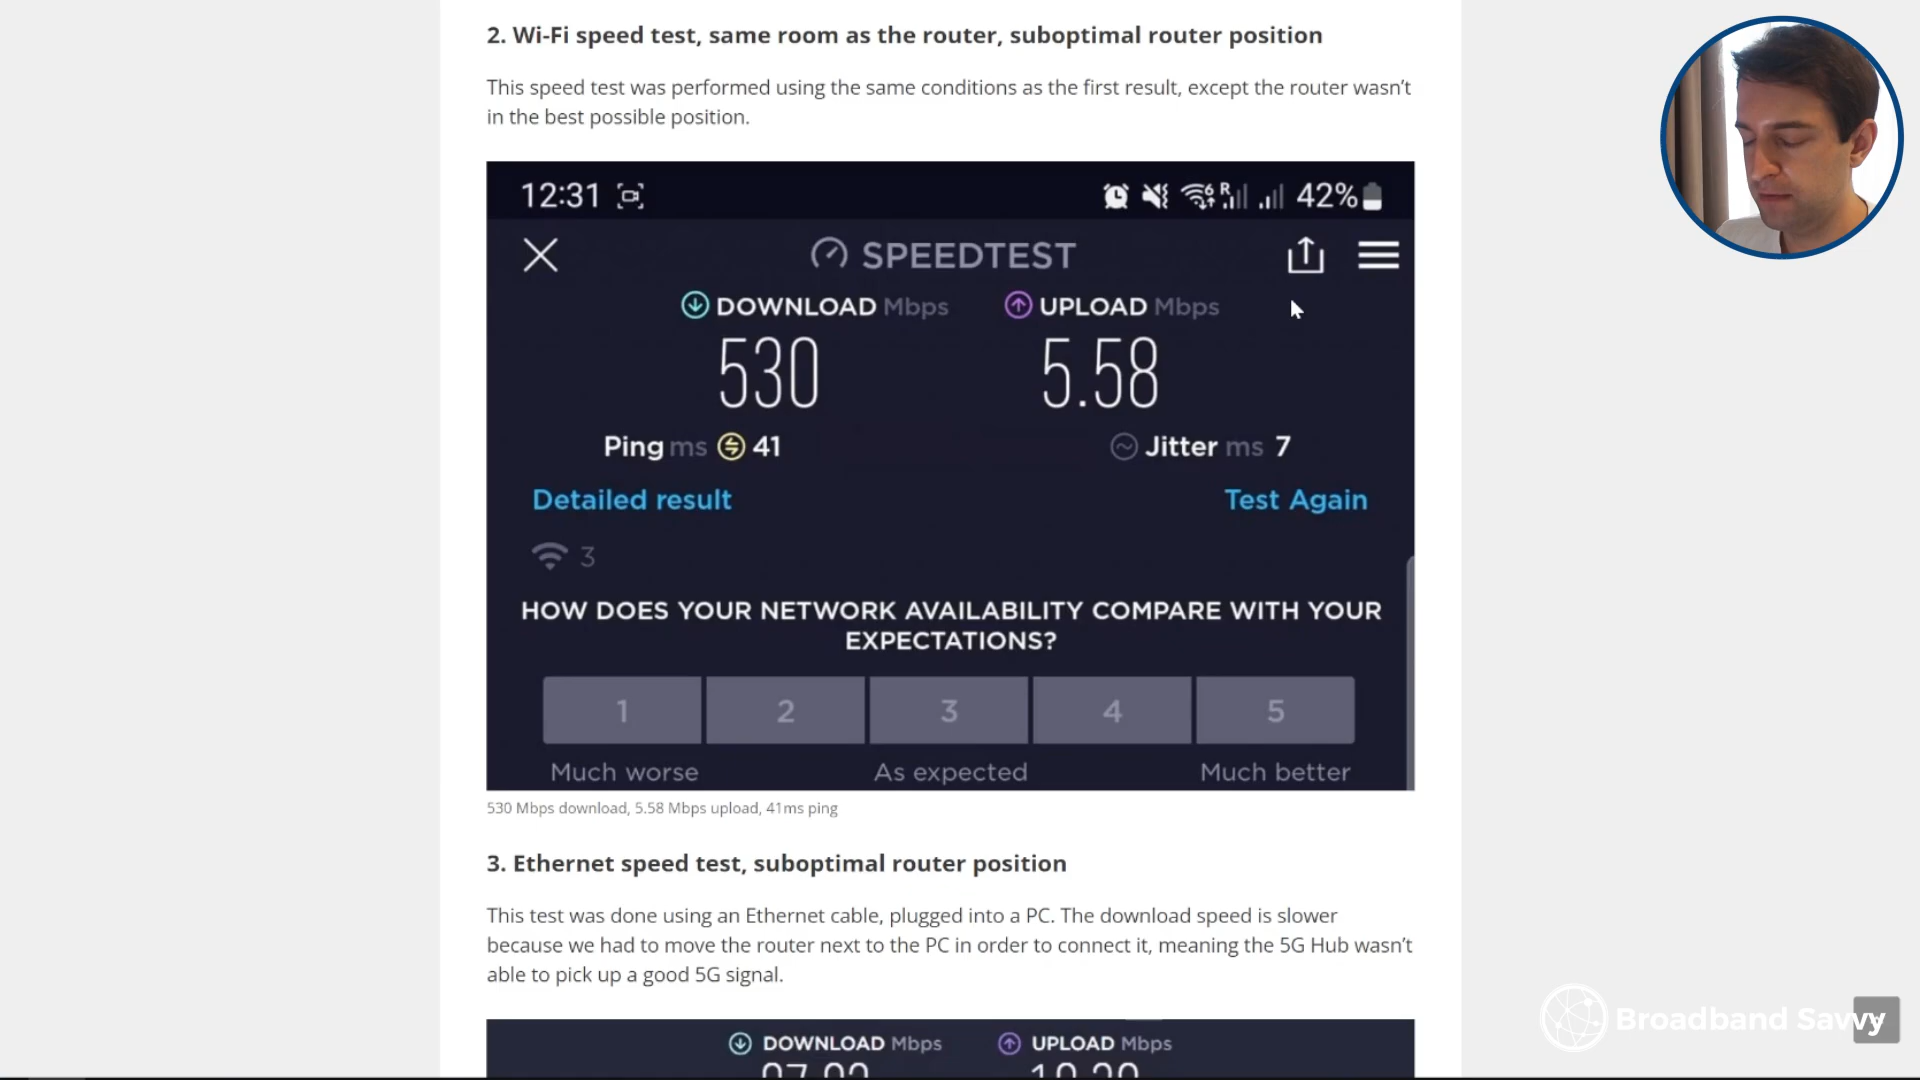 2. Wi-Fi speed test, same room as the router, suboptimal router position
This speed test was performed using the same conditions as the first result, except the router wasn’t
in the best possible position.
12:31
42%
SPEEDTEST
DOWNLOAD Mbps
UPLOAD Mbps
530
5.58
Ping ms 41
Jitter ms 7
Detailed result
Test Again
3
HOW DOES YOUR NETWORK AVAILABILITY COMPARE WITH YOUR
EXPECTATIONS?
1 2 3 4 5
Much worse
As expected
Much better
530 Mbps download, 5.58 Mbps upload, 41ms ping
3. Ethernet speed test, suboptimal router position
This test was done using an Ethernet cable, plugged into a PC. The download speed is slower
because we had to move the router next to the PC in order to connect it, meaning the 5G Hub wasn’t
able to pick up a good 5G signal.
DOWNLOAD Mbps
UPLOAD Mbps
Broadband Savvy